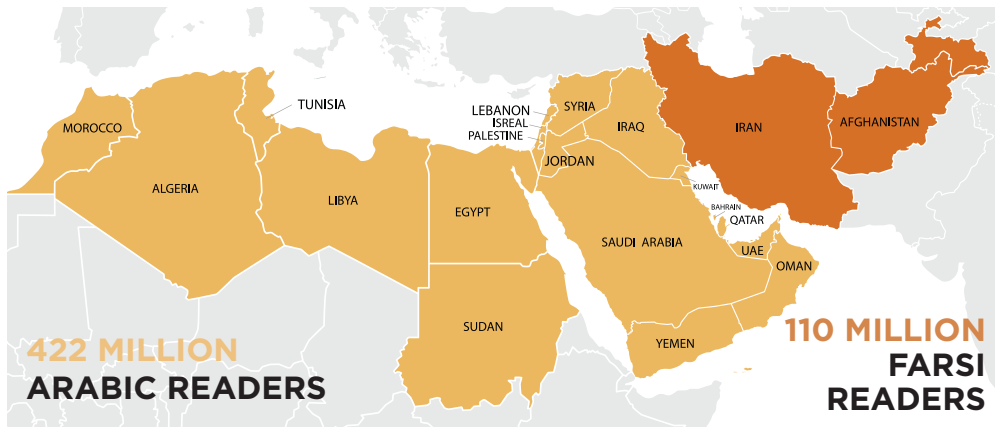 TUNISIA
MOROCCO
ALGERIA
LIBYA
EGYPT
SUDAN
LEBANON
ISREAL
PALESTINE
SYRIA
JORDAN
IRAQ
KUWAIT
BAHRAIN
QATAR
SAUDI ARABIA
UAE
OMAN
YEMEN
IRAN
AFGHANISTAN
422 MILLION
ARABIC READERS
110 MILLION
FARSI
READERS